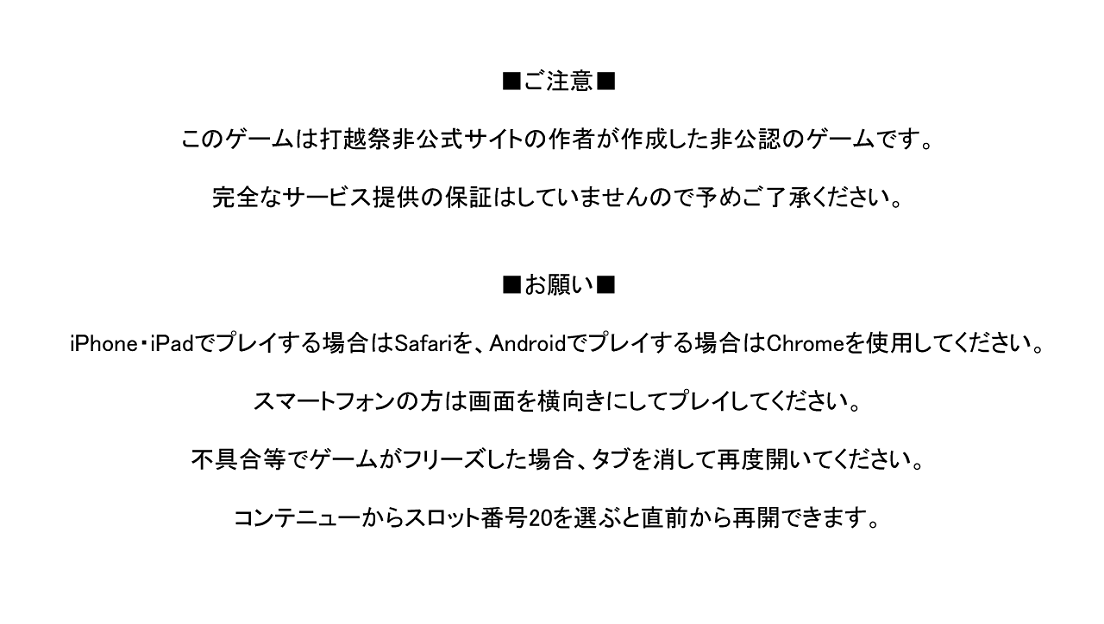 ■ご注意■
このゲームは打越祭非公式サイトの作者が作成した非公認のゲームです。
完全なサービス提供の保証はしていませんので予めご了承ください。
■お願い■
iPhone・iPadでプレイする場合はSafariを、Androidでプレイする場合はChromeを使用してください。
スマートフォンの方は画面を横向きにしてプレイしてください。
不具合等でゲームがフリーズした場合、タブを消して再度開いてください。
コンテニューからスロット番号20を選ぶと直前から再開できます。